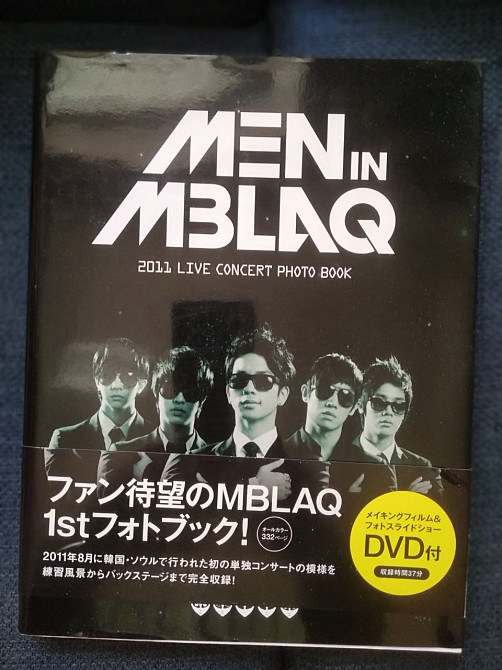 MEN IN
MBLAQ
2011 LIVE CONCERT PHOTO BOOK
ファン待望のMBLAQ
1stフォトブック!
オールカラー
332ページ
2011年8月に韓国・ソウルで行われた初の単独コンサートの模様を
練習風景からバックステージまで完全収録!
メイキングフィルム&
フォトスライドショー
DVD付
収録時間37分